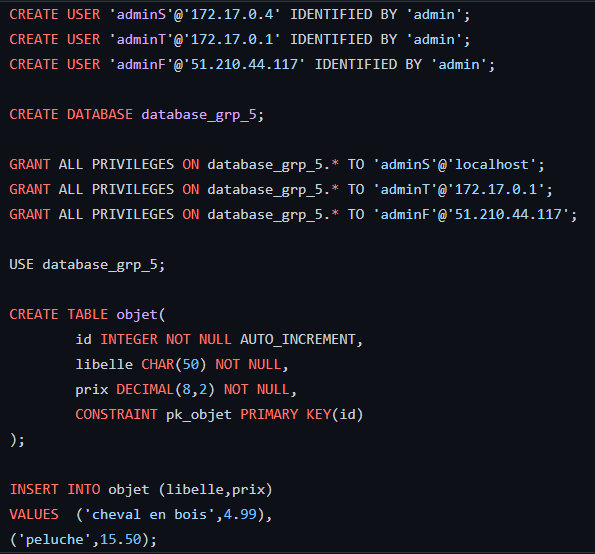 CREATE USER 'adminS'@'172.17.0.4' IDENTIFIED BY 'admin';
CREATE USER 'adminT'@'172.17.0.1' IDENTIFIED BY 'admin';
CREATE USER 'adminF'@'51.210.44.117' IDENTIFIED BY 'admin';

CREATE DATABASE database_grp_5;

GRANT ALL PRIVILEGES ON database_grp_5.* TO 'adminS'@'localhost';
GRANT ALL PRIVILEGES ON database_grp_5.* TO 'adminT'@'172.17.0.1';
GRANT ALL PRIVILEGES ON database_grp_5.* TO 'adminF'@'51.210.44.117';

USE database_grp_5;

CREATE TABLE objet(
        id INTEGER NOT NULL AUTO_INCREMENT,
        libelle CHAR(50) NOT NULL,
        prix DECIMAL(8,2) NOT NULL,
        CONSTRAINT pk_objet PRIMARY KEY(id)
);

INSERT INTO objet (libelle,prix)
VALUES  ('cheval en bois',4.99),
('peluche',15.50);